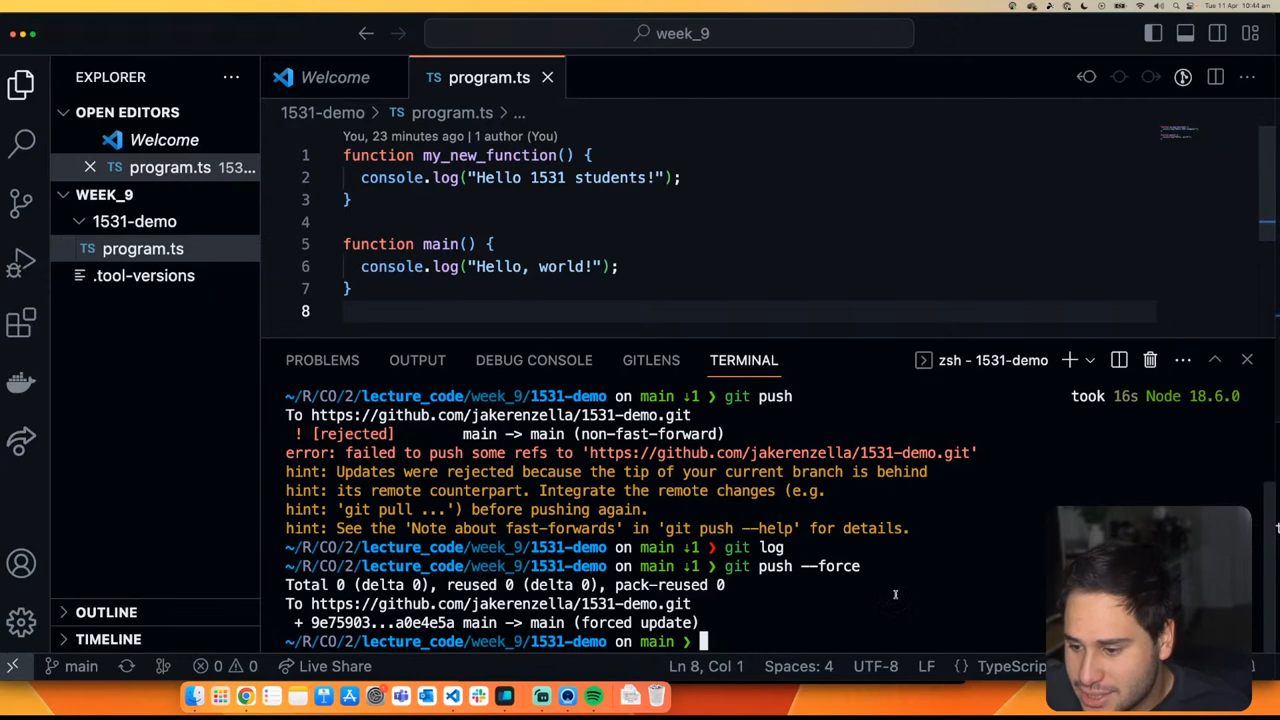 Tue 11 Apr 10:44 am
week_9
EXPLORER
Welcome
program.ts
OPEN EDITORS
Welcome
TS program.ts 153...
WEEK_9
1531-demo
TS program.ts
.tool-versions
OUTLINE
TIMELINE
1531-demo > TS program.ts > ...
You, 23 minutes ago | 1 author (You)
1 function my_new_function() {
2 console.log("Hello 1531 students!");
3 }
4
5 function main() {
6 console.log("Hello, world!");
7 }
8
PROBLEMS OUTPUT DEBUG CONSOLE GITLENS TERMINAL
zsh - 1531-demo
~/R/CO/2/lecture_code/week_9/1531-demo on main ↓1 ❯ git push took 16s Node 18.6.0
To https://github.com/jakerenzella/1531-demo.git
! [rejected] main -> main (non-fast-forward)
error: failed to push some refs to 'https://github.com/jakerenzella/1531-demo.git'
hint: Updates were rejected because the tip of your current branch is behind
hint: its remote counterpart. Integrate the remote changes (e.g.
hint: 'git pull ...') before pushing again.
hint: See the 'Note about fast-forwards' in 'git push --help' for details.
~/R/CO/2/lecture_code/week_9/1531-demo on main ↓1 ❯ git log
~/R/CO/2/lecture_code/week_9/1531-demo on main ↓1 ❯ git push --force
Total 0 (delta 0), reused 0 (delta 0), pack-reused 0
To https://github.com/jakerenzella/1531-demo.git
+ 9e75903...a0e4e5a main -> main (forced update)
~/R/CO/2/lecture_code/week_9/1531-demo on main ❯
main 0 0 Live Share Ln 8, Col 1 Spaces: 4 UTF-8 LF {} TypeScrip